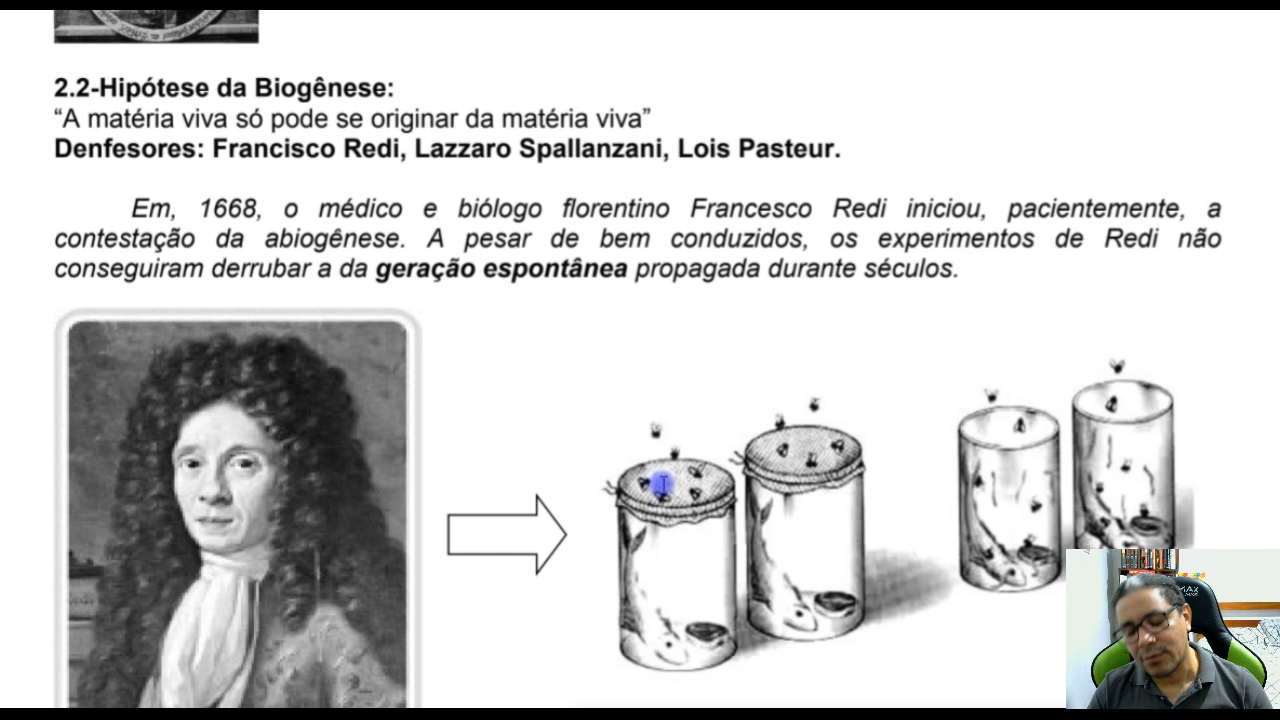 2.2-Hipótese da Biogênese:
“A matéria viva só pode se originar da matéria viva”
Denfesores: Francisco Redi, Lazzaro Spallanzani, Lois Pasteur.
Em, 1668, o médico e biólogo florentino Francesco Redi iniciou, pacientemente, a
contestação da abiogênese. A pesar de bem conduzidos, os experimentos de Redi não
conseguiram derrubar a da geração espontânea propagada durante séculos.